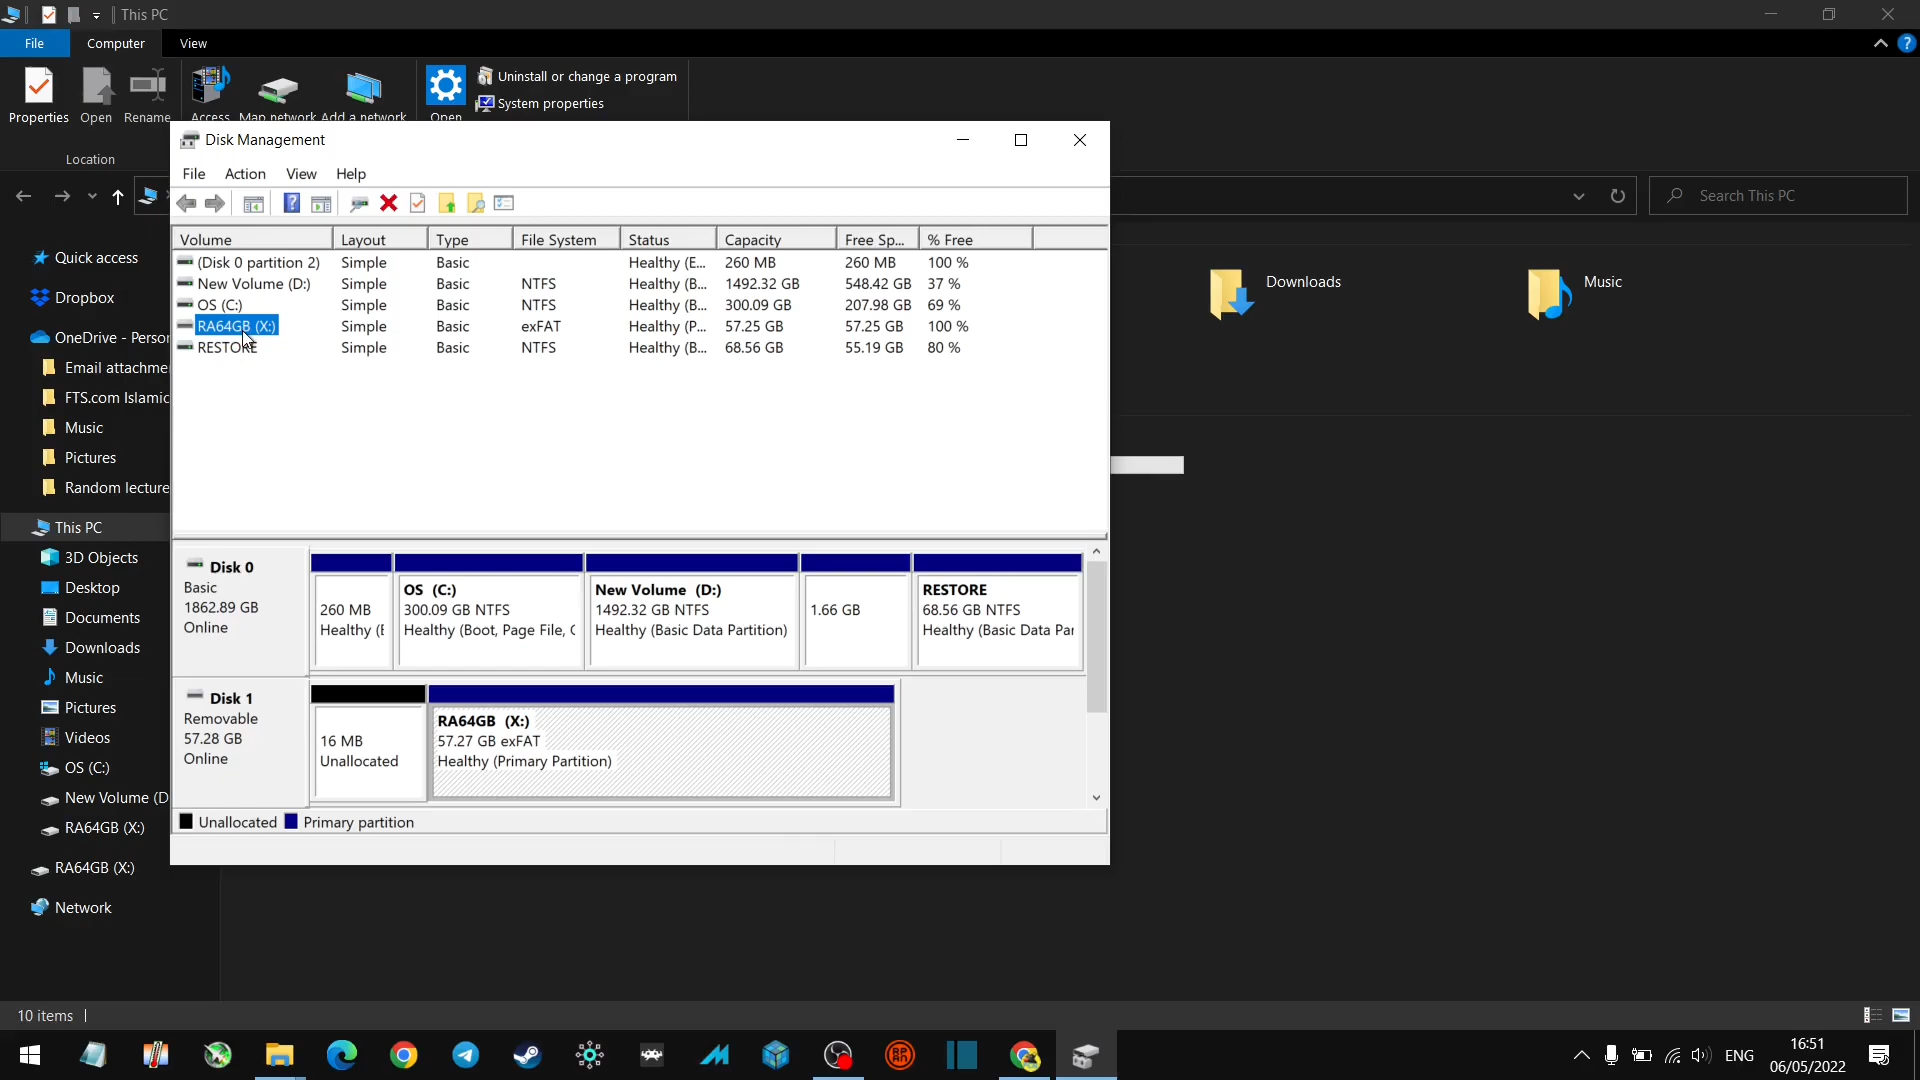 This PC
File
Computer
View
Properties
Open
Rename
Access
Map network
Add a network
Open
Uninstall or change a program
System properties
Location
Search This PC
Quick access
Dropbox
OneDrive - Person
Email attachme
FTS.com Islamic
Music
Pictures
Random lecture
This PC
3D Objects
Desktop
Documents
Downloads
Music
Pictures
Videos
OS (C:)
New Volume (D
RA64GB (X:)
RA64GB (X:)
Network
Downloads
Music
Disk Management
File Action View Help
Volume Layout Type File System Status Capacity Free Sp... % Free
(Disk 0 partition 2) Simple Basic Healthy (E... 260 MB 260 MB 100 %
New Volume (D:) Simple Basic NTFS Healthy (B... 1492.32 GB 548.42 GB 37 %
OS (C:) Simple Basic NTFS Healthy (B... 300.09 GB 207.98 GB 69 %
RA64GB (X:) Simple Basic exFAT Healthy (P... 57.25 GB 57.25 GB 100 %
RESTORE Simple Basic NTFS Healthy (B... 68.56 GB 55.19 GB 80 %
Disk 0
Basic
1862.89 GB
Online
260 MB
Healthy (E
OS (C:)
300.09 GB NTFS
Healthy (Boot, Page File, C
New Volume (D:)
1492.32 GB NTFS
Healthy (Basic Data Partition)
1.66 GB
RESTORE
68.56 GB NTFS
Healthy (Basic Data Par
Disk 1
Removable
57.28 GB
Online
16 MB
Unallocated
RA64GB (X:)
57.27 GB exFAT
Healthy (Primary Partition)
Unallocated
Primary partition
10 items
ENG
16:51
06/05/2022